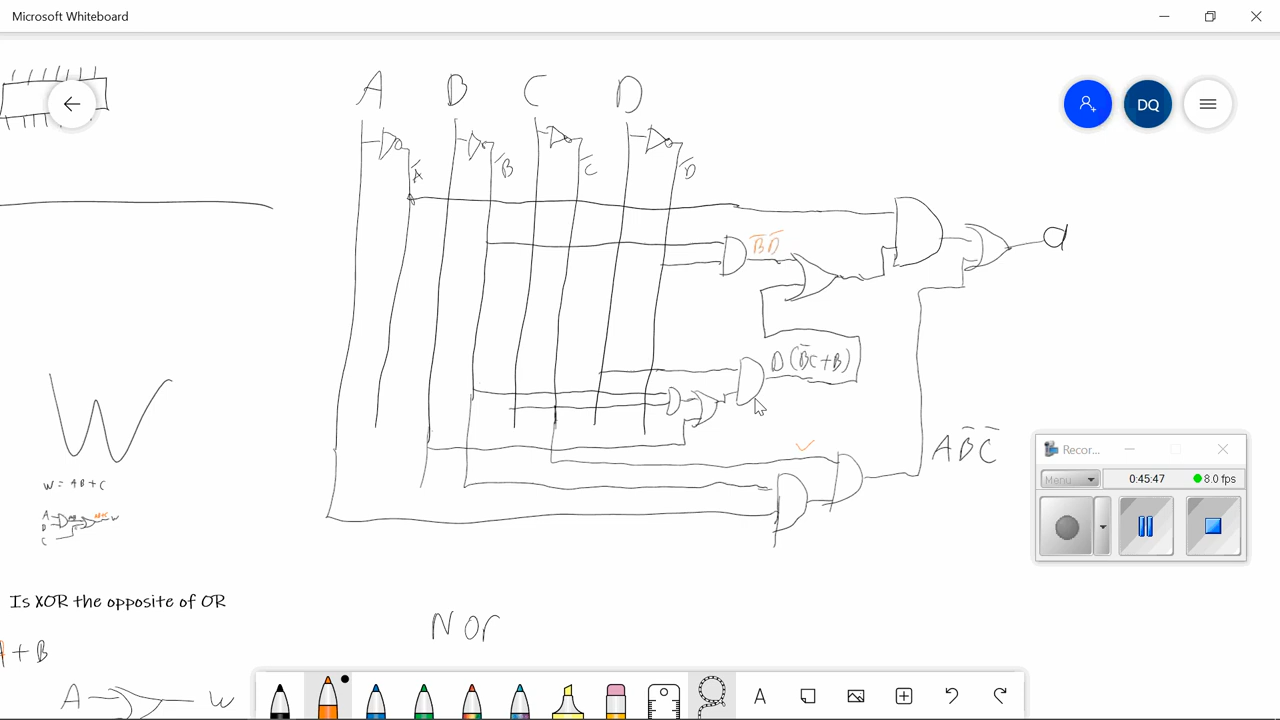 Microsoft Whiteboard
DQ
A B C D
A̅ B̅ C̅ D̅
B̅ D̅
a
D(B̅C+B)
A B̅ C̅
W
W = AB+C
A
B
C
W
Recor...
Menu 0:45:47 8.0 fps
Is XOR the opposite of OR
Nor
+ B
A W
A